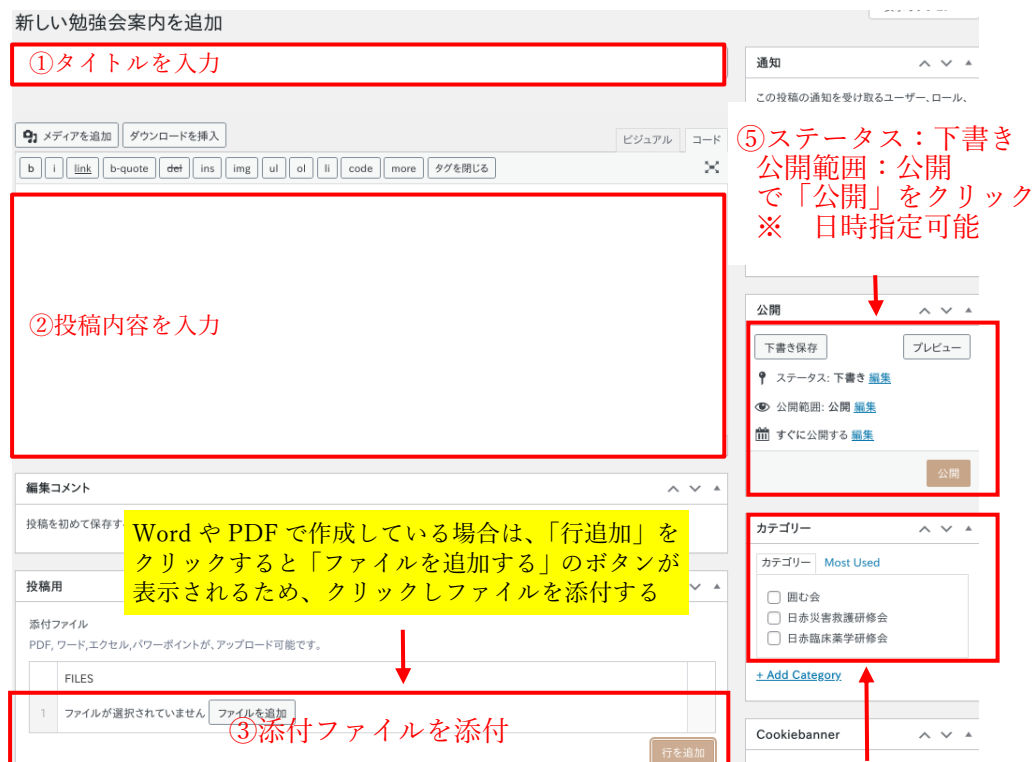 新しい勉強会案内を追加
①タイトルを入力
メディアを追加 ダウンロードを挿入
ビジュアル コード
b i link b-quote del ins img ul ol li code more タグを閉じる
②投稿内容を入力
編集コメント
投稿を初めて保存す
Word や PDF で作成している場合は、「行追加」を
クリックすると「ファイルを追加する」のボタンが
表示されるため、クリックしファイルを添付する
投稿用
添付ファイル
PDF, ワード,エクセル,パワーポイントが、アップロード可能です。
FILES
1 ファイルが選択されていません ファイルを追加
③添付ファイルを添付
行を追加
通知
この投稿の通知を受け取るユーザー、ロール、
⑤ステータス：下書き
公開範囲：公開
で「公開」をクリック
※　日時指定可能
公開
下書き保存 プレビュー
ステータス: 下書き 編集
公開範囲: 公開 編集
すぐに公開する 編集
公開
カテゴリー
カテゴリー Most Used
囲む会
日赤災害救護研修会
日赤臨床薬学研修会
+ Add Category
Cookiebanner